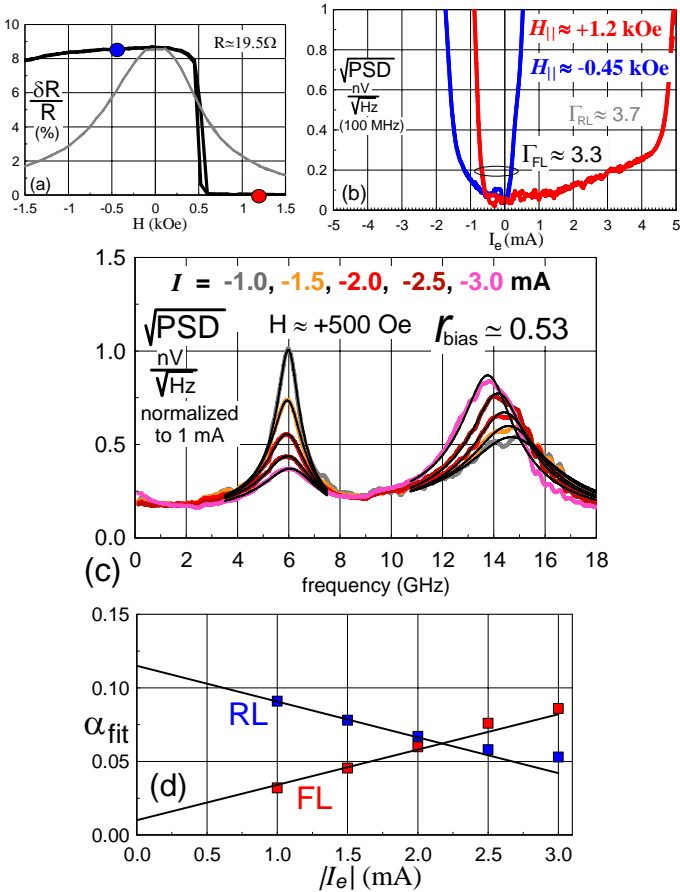 10
8
6
4
2
0
δR
R
(%)
R≃19.5Ω
(a)
-1.5
-1.0
-0.5
0
0.5
1.0
1.5
H (kOe)
1
0.8
0.6
0.4
0.2
0
√PSD
nV
√Hz
(100 MHz)
H|| ≈ +1.2 kOe
H|| ≈ -0.45 kOe
ΓRL ≈ 3.7
ΓFL ≈ 3.3
(b)
-5 -4 -3 -2 -1 0 1 2 3 4 5
Ie (mA)
1.5
1.0
0.5
0.0
I = -1.0, -1.5, -2.0, -2.5, -3.0 mA
√PSD
nV
√Hz
normalized
to 1 mA
H ≈ +500 Oe
rbias ≃ 0.53
0 2 4 6 8 10 12 14 16 18
(c)
frequency (GHz)
0.15
0.10
0.05
0.00
αfit
RL
FL
(d)
0.0 0.5 1.0 1.5 2.0 2.5 3.0
|Ie| (mA)